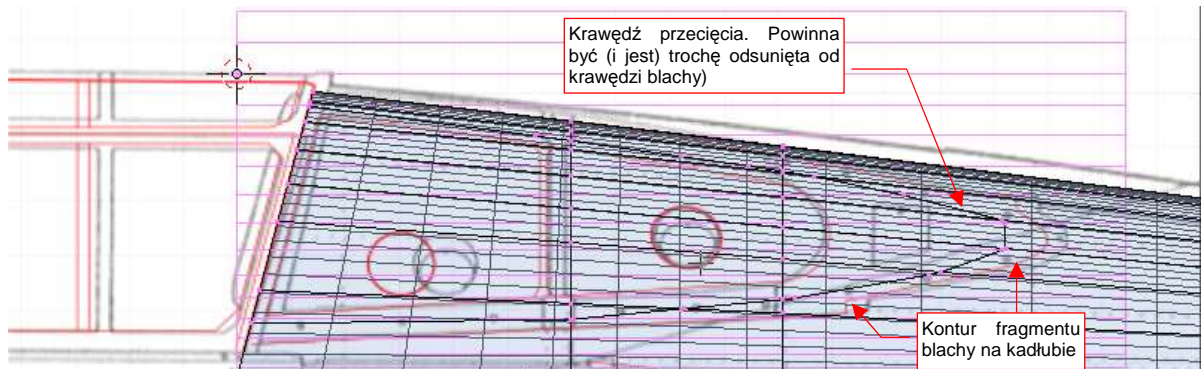 Krawędź przecięcia. Powinna
być (i jest) trochę odsunięta od
krawędzi blachy)
Kontur fragmentu
blachy na kadłubie